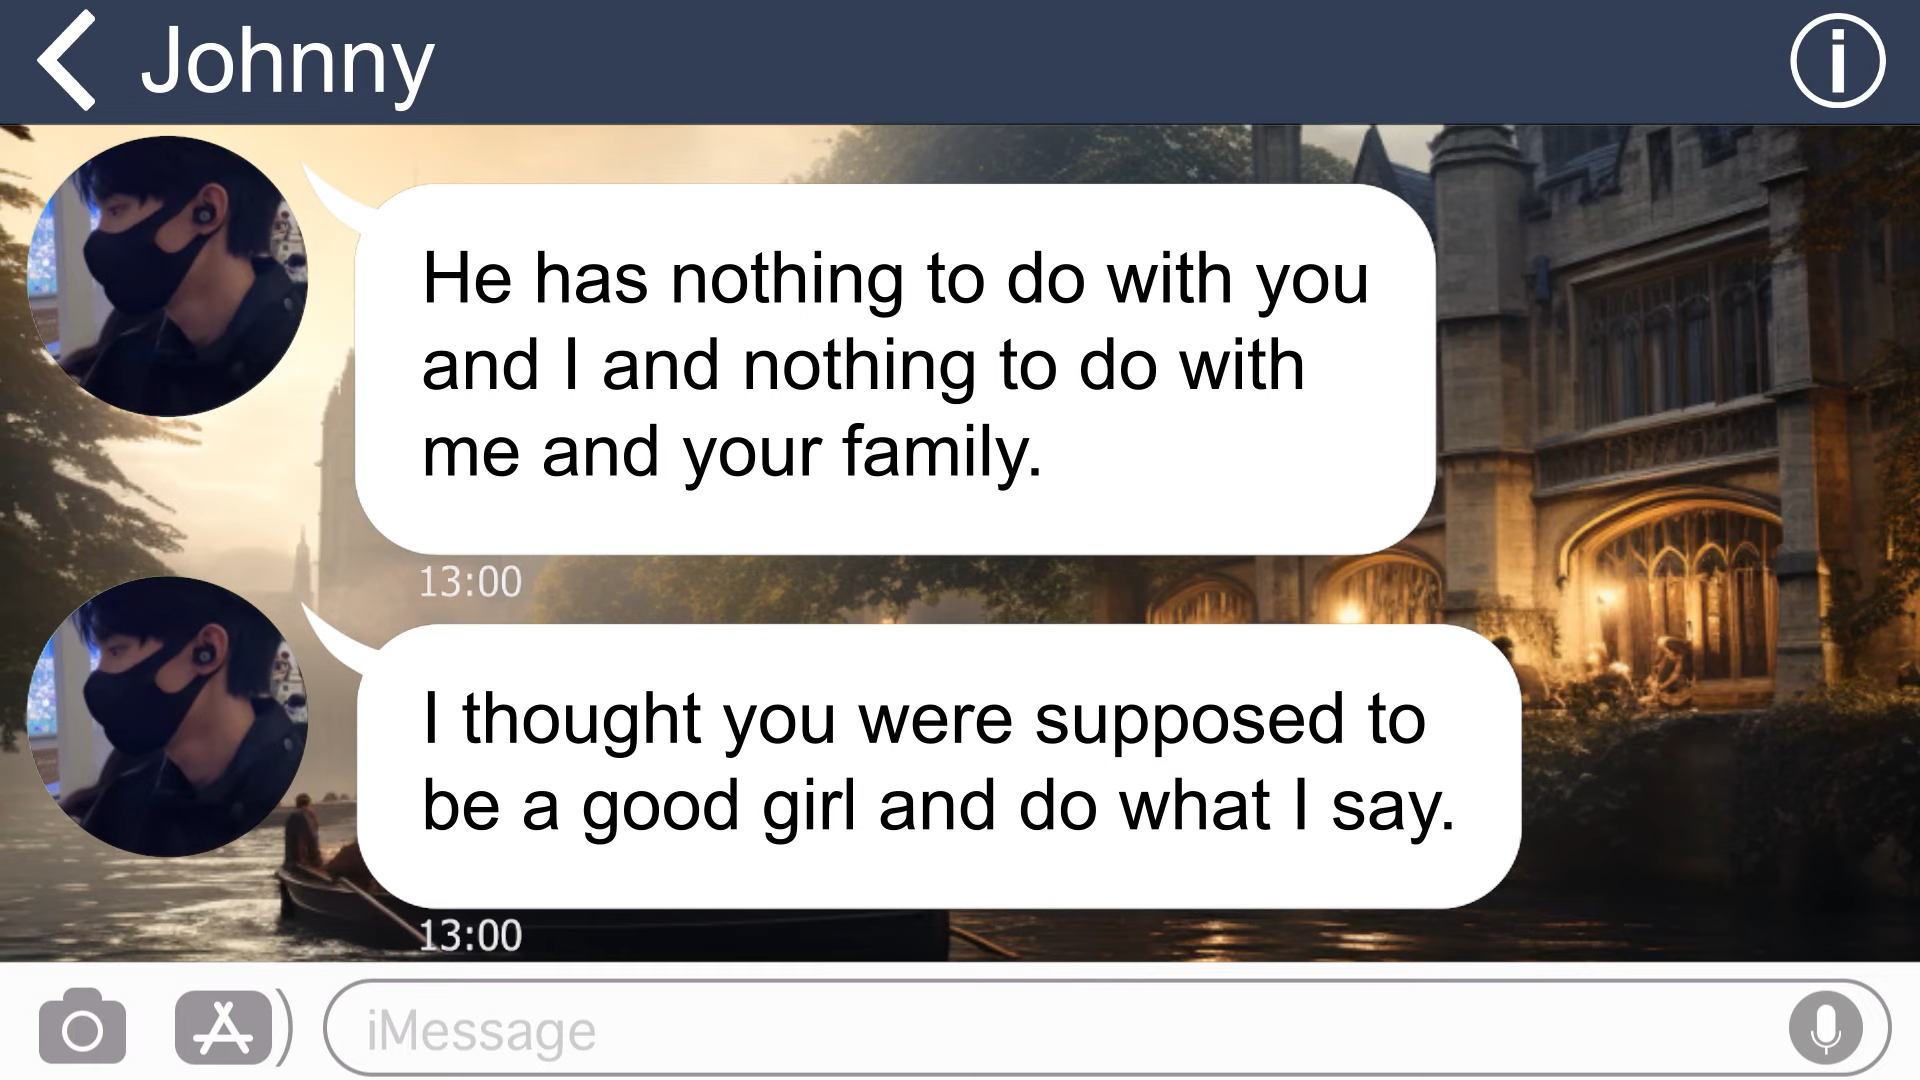 Johnny
He has nothing to do with you
and I and nothing to do with
me and your family.
13:00
I thought you were supposed to
be a good girl and do what I say.
13:00
iMessage